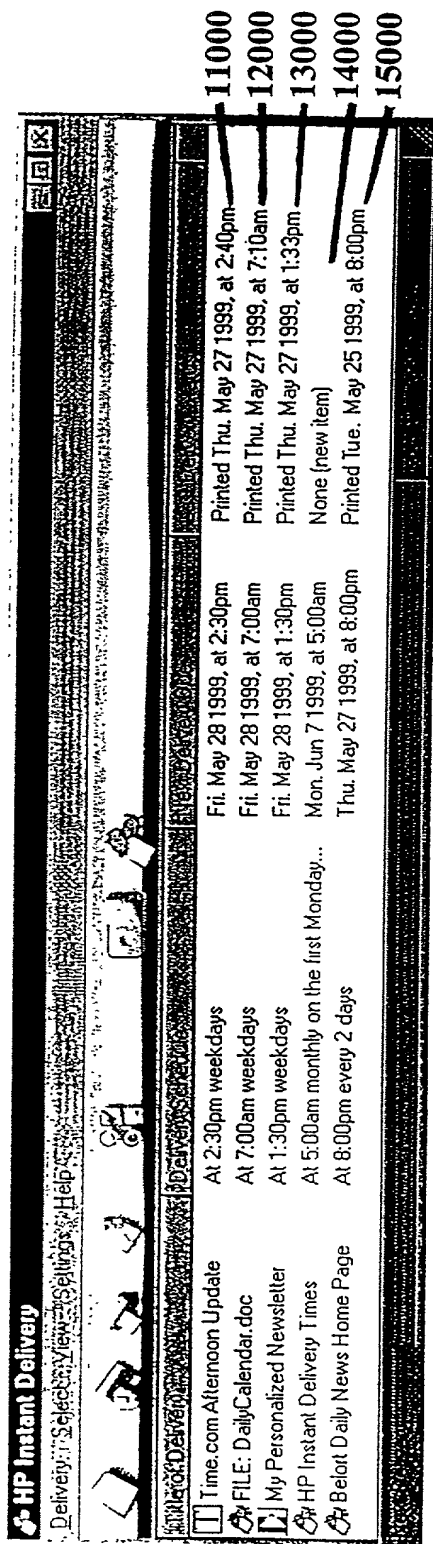 HP Instant Delivery
Delivery Select View Settings Help
Next Delivery On
Time.com Afternoon Update At 2:30pm weekdays Fri. May 28 1999, at 2:30pm Printed Thu. May 27 1999, at 2:40pm 11000
FILE: DailyCalendar.doc At 7:00am weekdays Fri. May 28 1999, at 7:00am Printed Thu. May 27 1999, at 7:10am 12000
My Personalized Newsletter At 1:30pm weekdays Fri. May 28 1999, at 1:30pm Printed Thu. May 27 1999, at 1:33pm 13000
HP Instant Delivery Times At 5:00am monthly on the first Monday... Mon. Jun 7 1999, at 5:00am None (new item) 14000
Belort Daily News Home Page At 8:00pm every 2 days Thu. May 27 1999, at 8:00pm Printed Tue. May 25 1999, at 8:00pm 15000